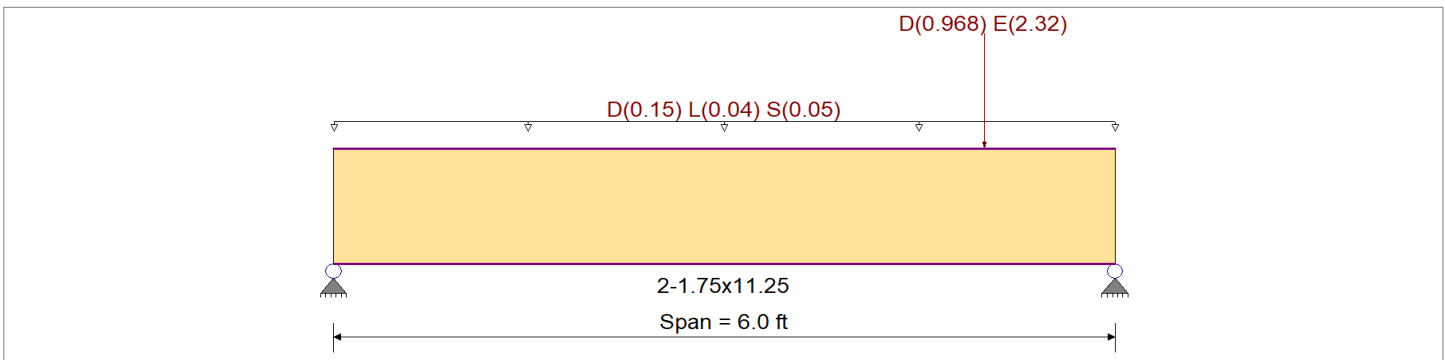 D(0.968) E(2.32)
D(0.15) L(0.04) S(0.05)
2-1.75x11.25
Span = 6.0 ft